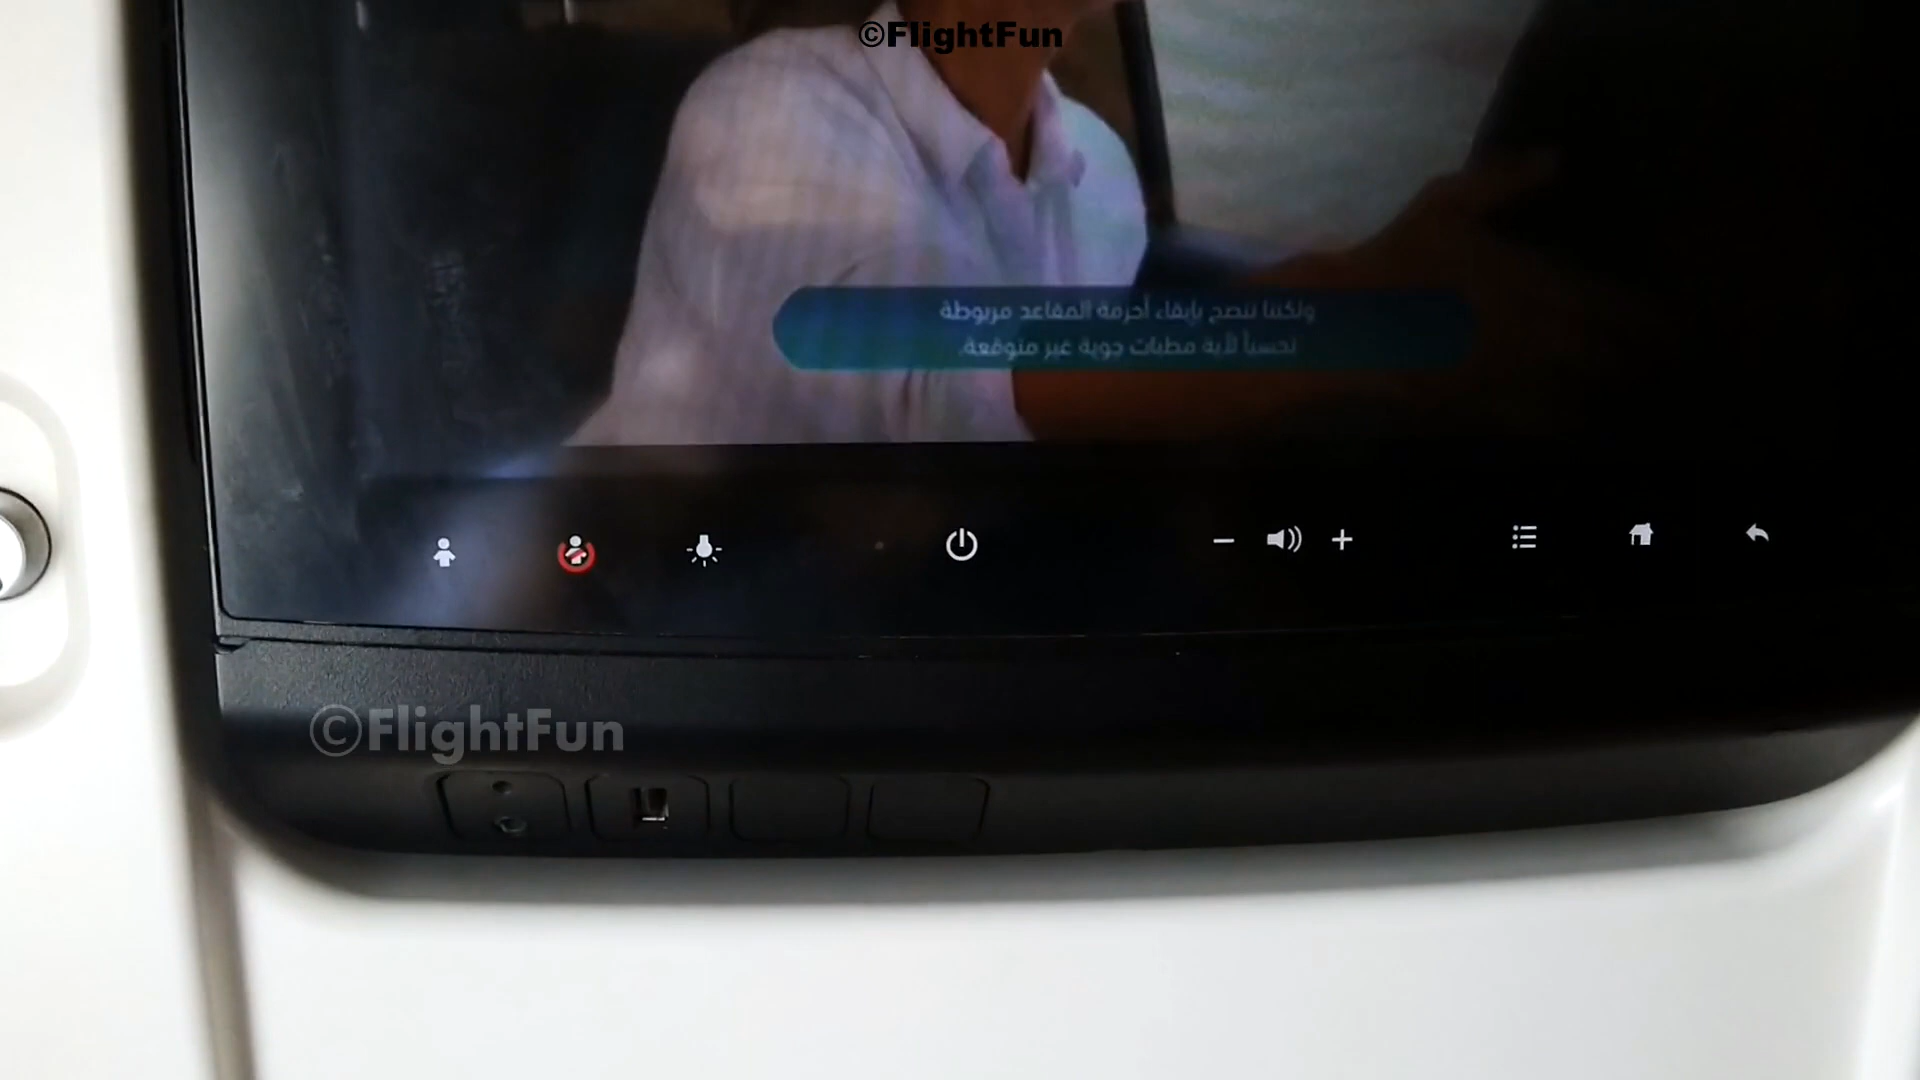 ©FlightFun
ولكننا ننصح بإبقاء أحزمة المقاعد مربوطة
تحسباً لأية مطبات جوية غير متوقعة.
©FlightFun